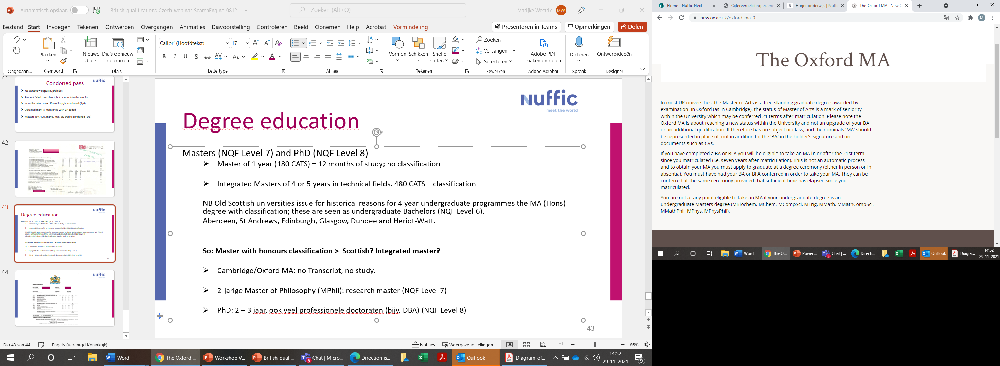 Automatisch opslaan
British_qualifications_Czech_webinar_SearchEngine_0812...
Zoeken (Alt+Q)
Marijke Westrik
MW
Bestand Start Invoegen Tekenen Ontwerpen Overgangen Animaties Diavoorstelling Controleren Beeld Opnemen Help Acrobat Vormindeling
Presenteren in Teams
Opmerkingen
Delen
Plakken
Nieuwe dia
Dia's opnieuw gebruiken
Calibri (Hoofdtekst) 17
Vormen
Schikken
Snelle stijlen
Zoeken
Vervangen
Selecteren
Adobe PDF maken en delen
Dicteren
Ontwerpideeën
Ongedaan...
Klembord
Dia's
Lettertype
Alinea
Tekenen
Bewerken
Adobe Acrobat
Spraak
Designer
41
Condoned pass
nuffic
To condone = odpustit, přehlížet
Student failed the subject, but does obtain the credits
Hons Bachelor: max. 20 credits p/yr condoned (1/6)
Obtained mark is mentioned with CP added
Master: 45%-49% marks, max. 30 credits condoned (1/6)
42
University of
BRISTOL
43
44
nuffic
meet the world
Degree education
Masters (NQF Level 7) and PhD (NQF Level 8)
Master of 1 year (180 CATS) = 12 months of study; no classification
Integrated Masters of 4 or 5 years in technical fields. 480 CATS + classification
NB Old Scottish universities issue for historical reasons for 4 year undergraduate programmes the MA (Hons)
degree with classification; these are seen as undergraduate Bachelors (NQF Level 6).
Aberdeen, St Andrews, Edinburgh, Glasgow, Dundee and Heriot-Watt.
So: Master with honours classification > Scottish? Integrated master?
Cambridge/Oxford MA: no Transcript, no study.
2-jarige Master of Philosophy (MPhil): research master (NQF Level 7)
PhD: 2 – 3 jaar, ook veel professionele doctoraten (bijv. DBA) (NQF Level 8)
43
Dia 43 van 44
Engels (Verenigd Koninkrijk)
Notities
Weergave-instellingen
86%
Word
The Oxford ...
Workshop V...
British_quali...
Chat | Micro...
Direction is...
Outlook
Diagram-of...
14:52
29-11-2021
9
Home - Nuffic Next
Cijfervergelijking exame
Hoger onderwijs | Nuffi
The Oxford MA | New C
new.ox.ac.uk/oxford-ma-0
The Oxford MA
In most UK universities, the Master of Arts is a free-standing graduate degree awarded by
examination. In Oxford (as in Cambridge), the status of Master of Arts is a mark of seniority
within the University which may be conferred 21 terms after matriculation. Please note the
Oxford MA is about reaching a new status within the University and not an upgrade of your BA
or an additional qualification. It therefore has no subject or class, and the nominals 'MA' should
be represented in place of, not in addition to, the 'BA' in the holder's signature and on
documents such as CVs.
If you have completed a BA or BFA you will be eligible to take an MA in or after the 21st term
since you matriculated (i.e. seven years after matriculation). This is not an automatic process
and to obtain your MA you must apply to graduate at a degree ceremony (either in person or in
absentia). You must have had your BA or BFA conferred in order to take your MA. They can be
conferred at the same ceremony provided that sufficient time has elapsed since you
matriculated.
You are not at any point eligible to take an MA if your undergraduate degree is an
undergraduate Masters degree (MBiochem, MChem, MCompSci, MEng, MMath, MMathCompSci,
MMathPhil, MPhys, MPhysPhil).
Word
The O...
Power...
Chat | ...
Directi...
Outlook
Diagra...
14:52
29-11-2021